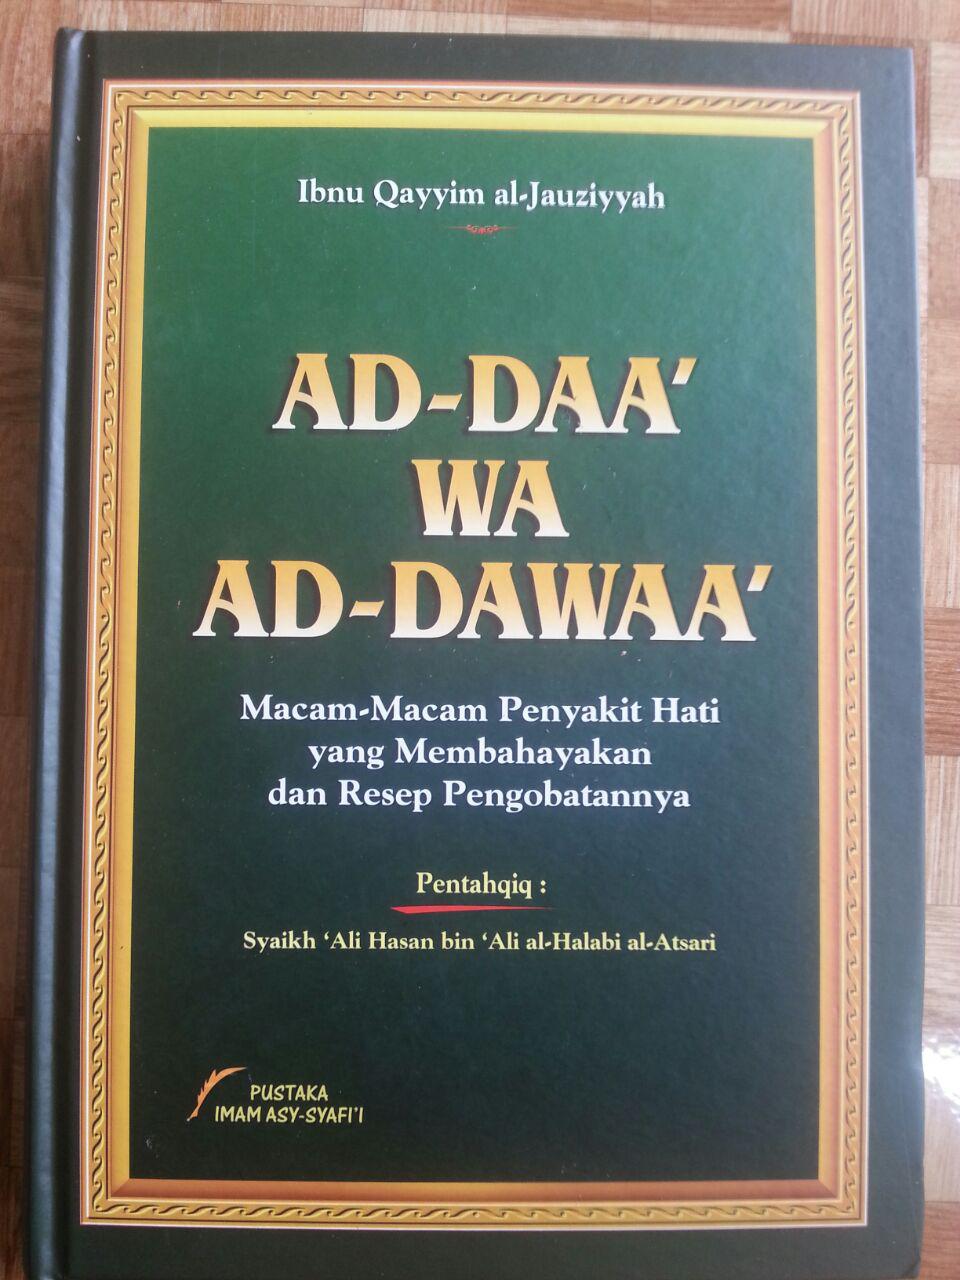 Ibnu Qayyim al-Jauziyyah
AD-DAA'
WA
AD-DAWAA'
Macam-Macam Penyakit Hati
yang Membahayakan
dan Resep Pengobatannya
Pentahqiq :
Syaikh ‘Ali Hasan bin ‘Ali al-Halabi al-Atsari
PUSTAKA
IMAM ASY-SYAFI'I